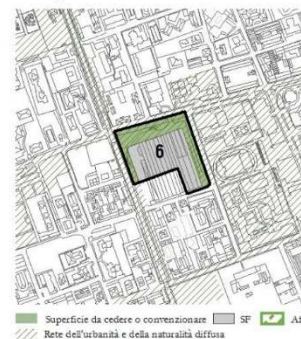 6
Superficie da cedere o convenzionare SF
Rete dell'urbanità e della naturalità diffusa